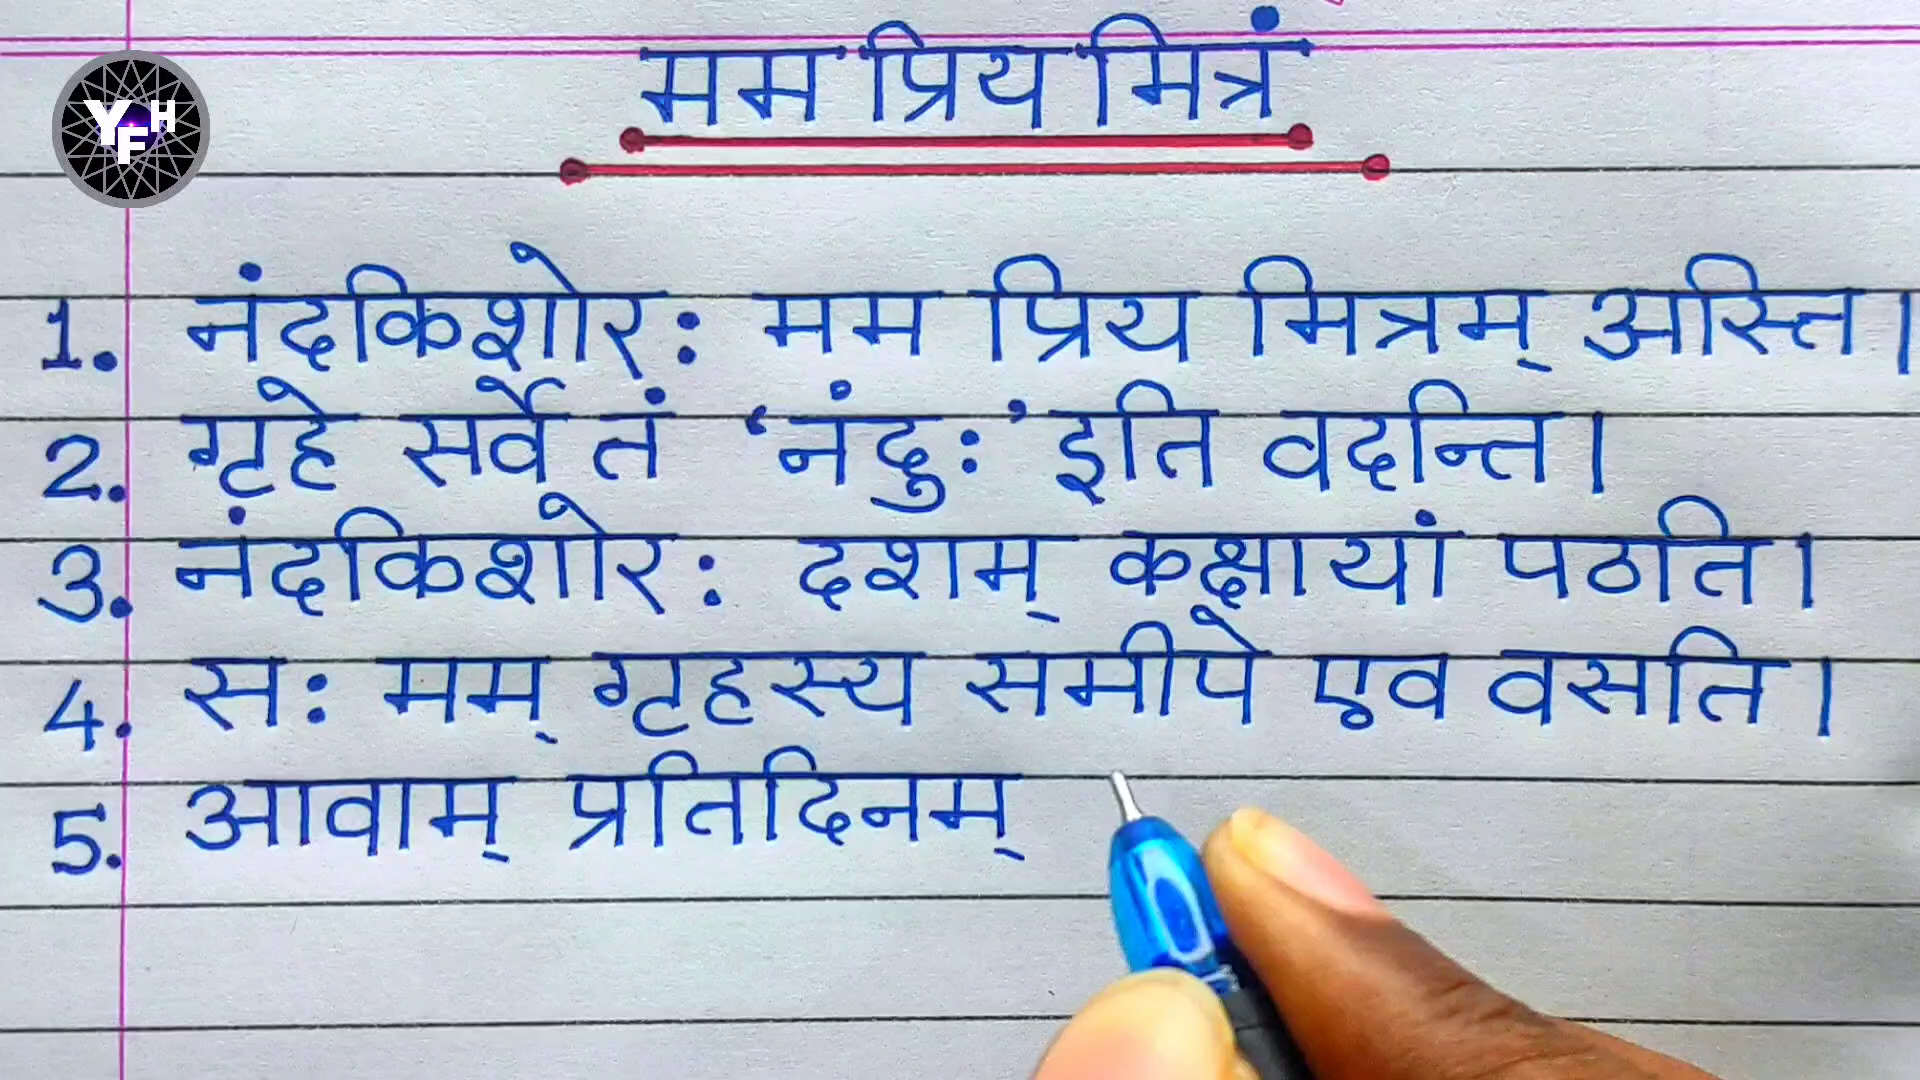 मम प्रिय मित्रं
YFH
1. नंदकिशोर: मम प्रिय मित्रम् अस्ति।
2. गृहे सर्वे तं ‘नंदु:’ इति वदन्ति।
3. नंदकिशोर: दशम् कक्षायां पठति।
4. स: मम् गृहस्य समीपे एव वसति।
5. आवाम् प्रतिदिनम्